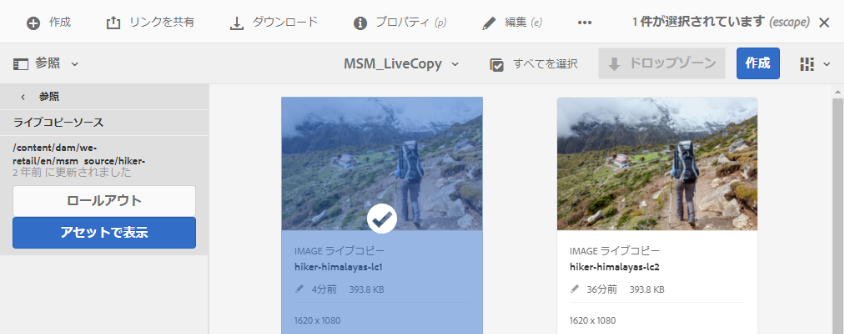 作成 リンクを共有 ダウンロード プロパティ (p) 編集 (e) ••• 1 件が選択されています (escape)
参照 MSM_LiveCopy すべてを選択 ドロップゾーン 作成
参照
ライブコピーソース
/content/dam/we-
retail/en/msm_source/hiker-
2 年前 に更新されました
ロールアウト
アセットで表示
IMAGE ライブコピー
hiker-himalayas-lc1
4分前 393.8 KB
1620 x 1080
IMAGE ライブコピー
hiker-himalayas-lc2
36分前 393.8 KB
1620 x 1080